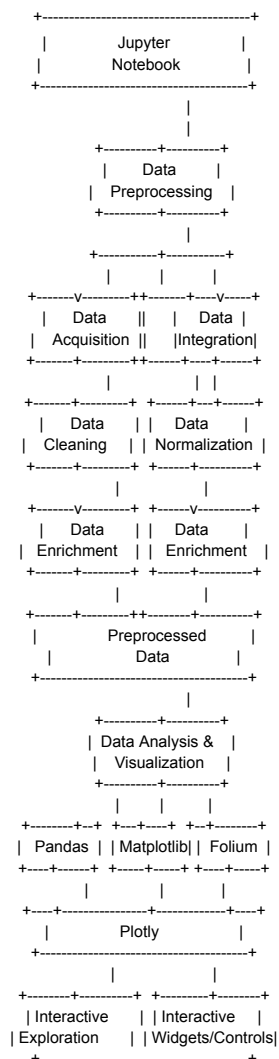 +---------------------------------------+
| Jupyter |
| Notebook |
+---------------------------------------+
|
|
+----------+----------+
| Data |
| Preprocessing |
+----------+----------+
|
+----------+-----------+
| | |
+-------v---------++-------+----v-----+
| Data || | Data |
| Acquisition || |Integration|
+-------+---------++------+----+------+
| | |
+-------+---------+ +-----+---+------+
| Data | | Data |
| Cleaning | | Normalization |
+-------+---------+ +----+----------+
| |
+-------v---------+ +-----v----------+
| Data | | Data |
| Enrichment | | Enrichment |
+-------+---------+ +----+----------+
| |
+-------+---------++-----+-----------+
| Preprocessed |
| Data |
+---------------------------------------+
|
+----------+----------+
| Data Analysis & |
| Visualization |
+----------+----------+
| | |
+--------+--+ +---+----+ +--+--------+
| Pandas | | Matplotlib| | Folium |
+----+------+ +-----+-----+ +----+-----+
| | |
+----+----------------+---------------+----+
| Plotly |
+---------------------------------------+
| |
+--------+-----------+ +--------+---------+
| Interactive | | Interactive |
| Exploration | | Widgets/Controls|
+---------------------------------------+